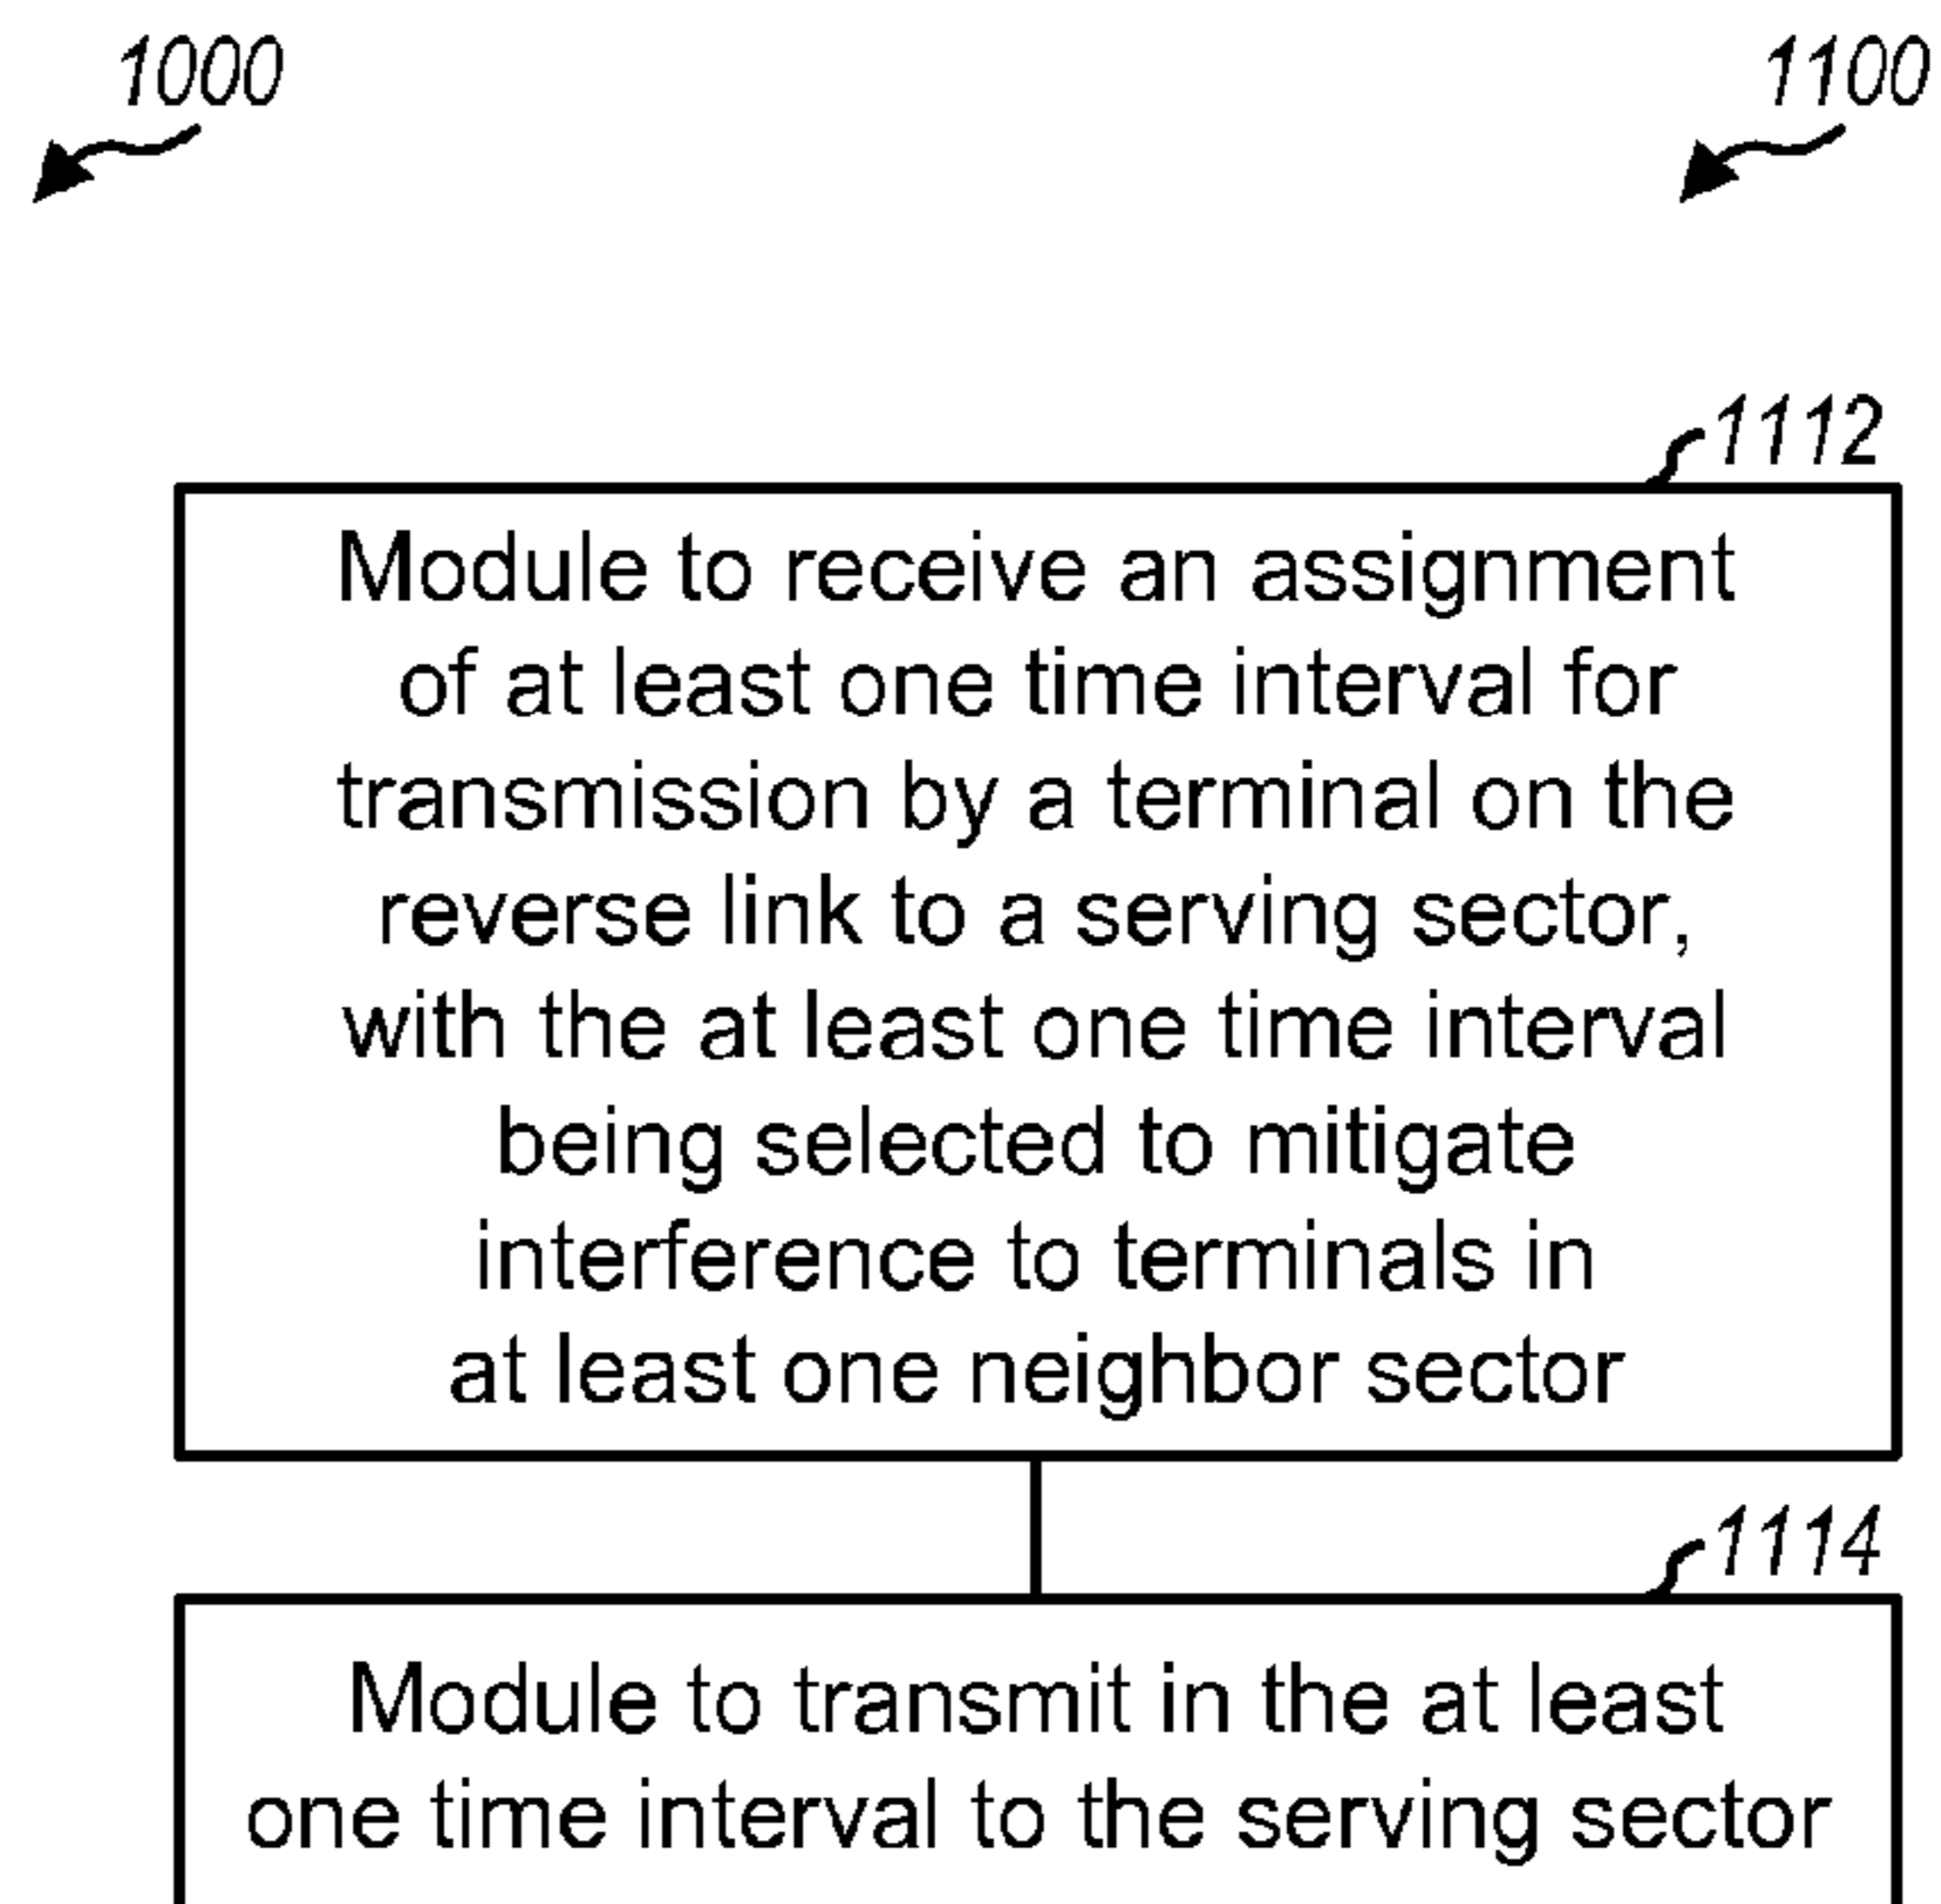 1000
1100
1112
Module to receive an assignment
of at least one time interval for
transmission by a terminal on the
reverse link to a serving sector,
with the at least one time interval
being selected to mitigate
interference to terminals in
at least one neighbor sector
1114
Module to transmit in the at least
one time interval to the serving sector